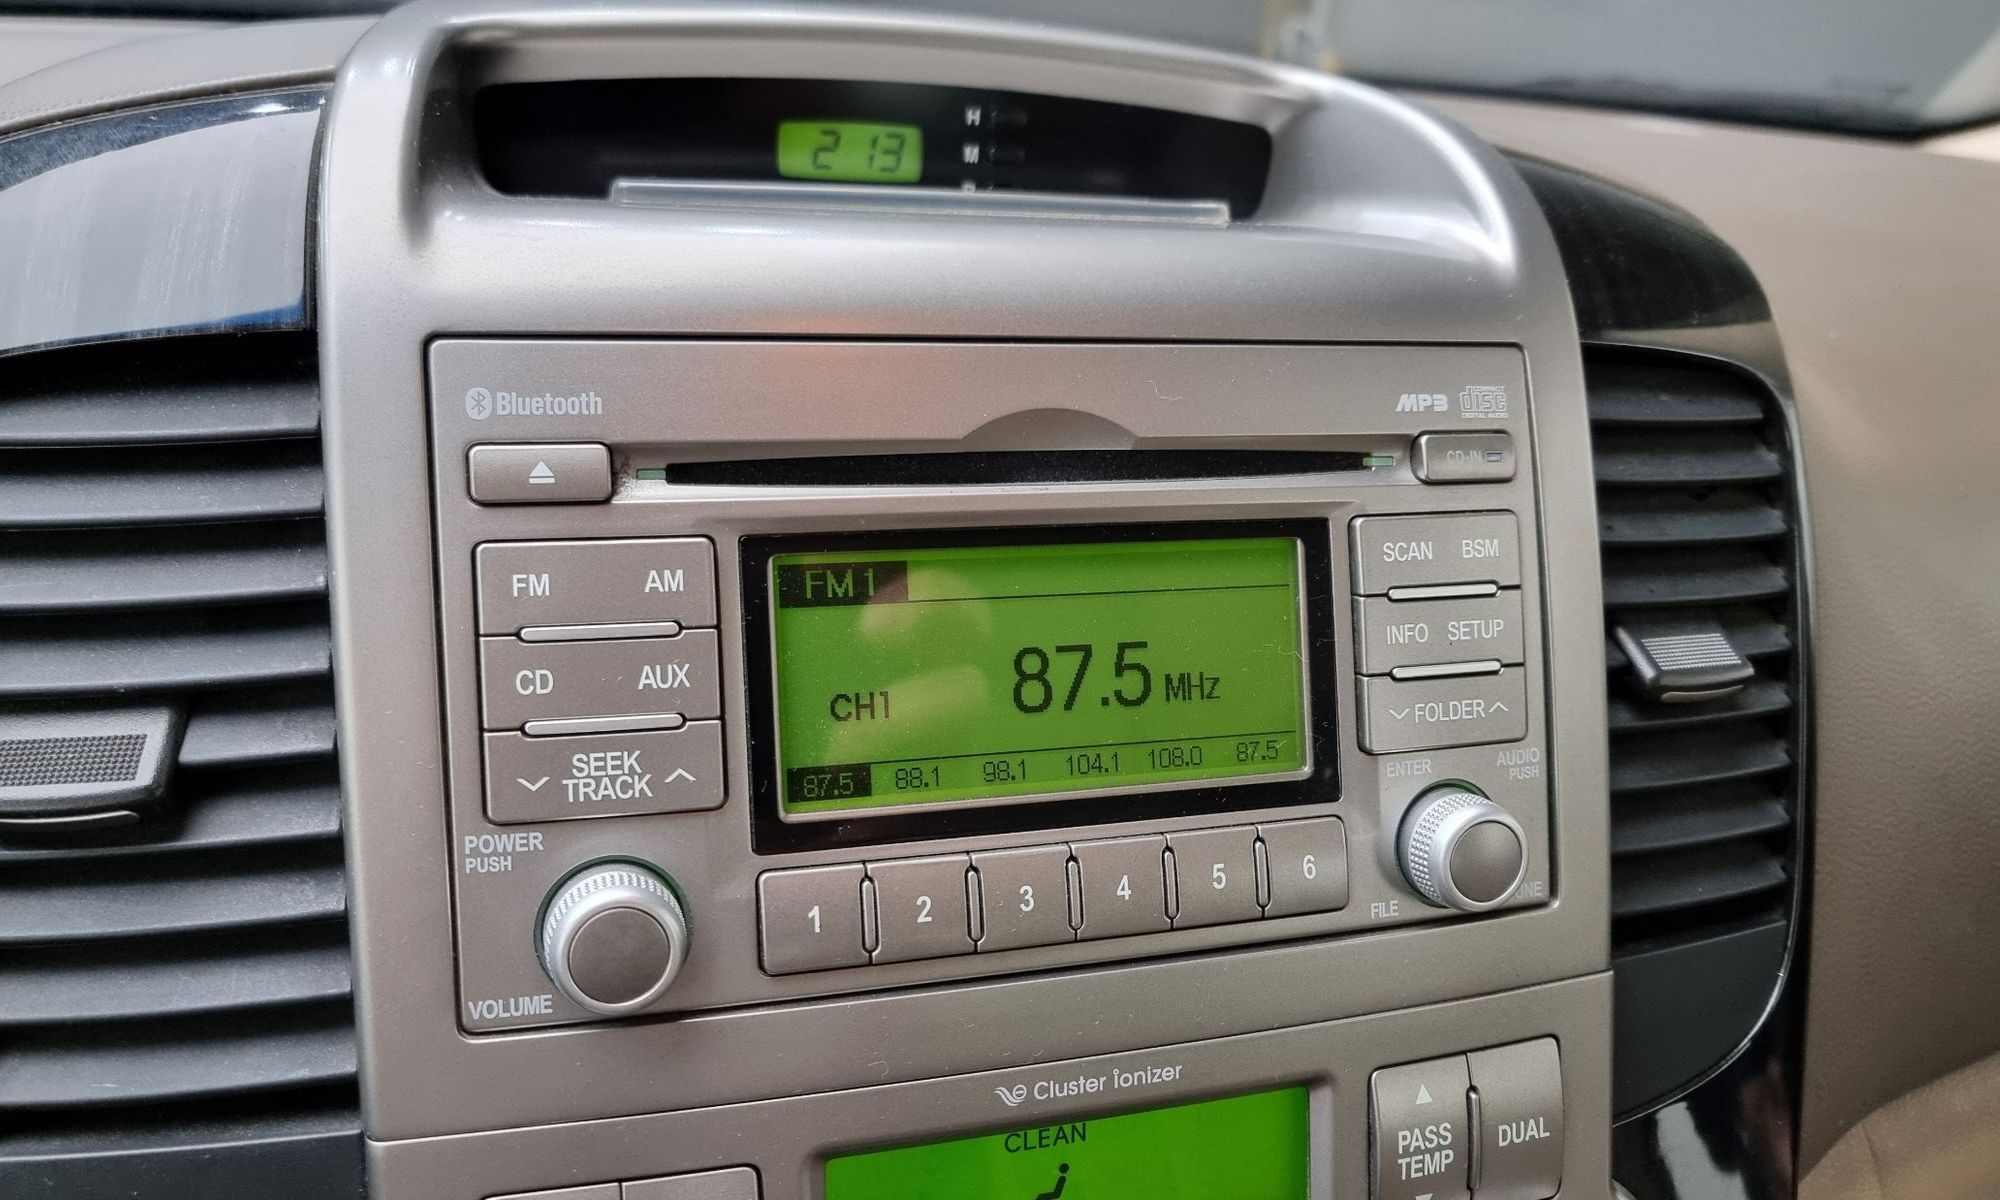 2 13
H
M
Bluetooth
MP3
COMPACT
disc
DIGITAL AUDIO
CD-IN
FM AM
CD AUX
SEEK
TRACK
POWER
PUSH
VOLUME
FM 1
CH1 87.5 MHz
87.5 88.1 98.1 104.1 108.0 87.5
1 2 3 4 5 6
SCAN BSM
INFO SETUP
FOLDER
ENTER
AUDIO
PUSH
FILE
Cluster ionizer
CLEAN
PASS
TEMP
DUAL